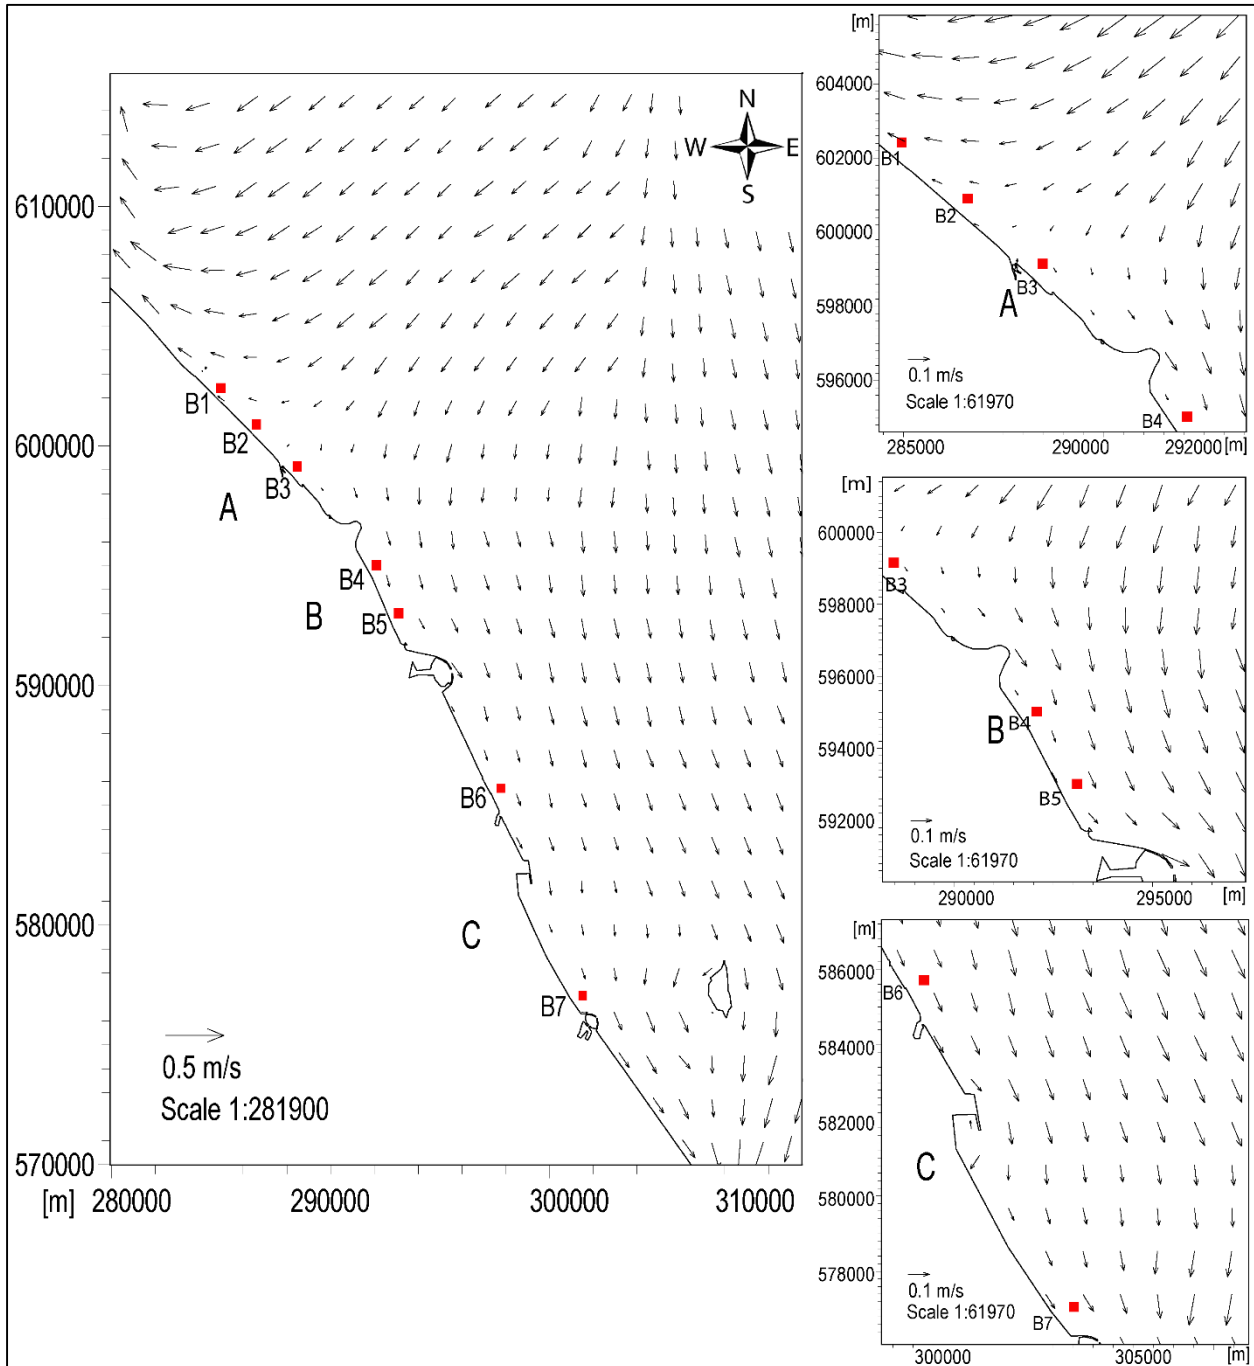 N
W E
S
610000
600000
590000
580000
570000
[m] 280000 290000 300000 310000
B1
B2
B3
A
B4
B
B5
B6
C
B7
0.5 m/s
Scale 1:281900
[m]
604000
602000
600000
598000
596000
B1
B2
B3
A
B4
0.1 m/s
Scale 1:61970
285000 290000 292000 [m]
[m]
600000
598000
596000
594000
592000
B3
B4
B
B5
0.1 m/s
Scale 1:61970
290000 295000 [m]
[m]
586000
584000
582000
580000
578000
B6
C
B7
0.1 m/s
Scale 1:61970
300000 305000 [m]